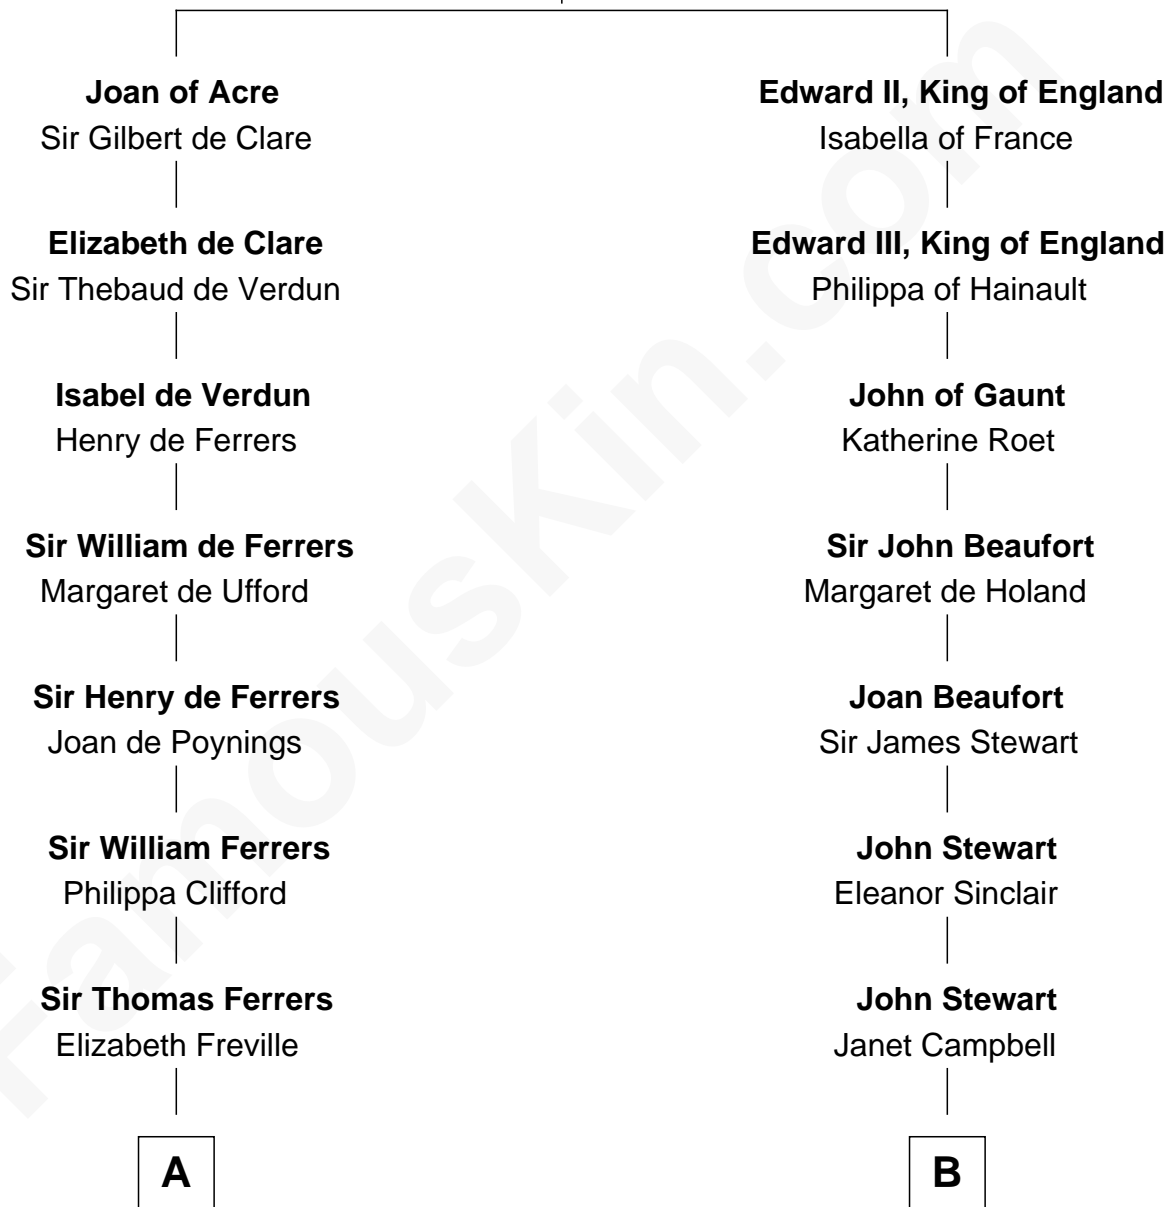 Joan of Acre
Sir Gilbert de Clare
Elizabeth de Clare
Sir Thebaud de Verdun
Isabel de Verdun
Henry de Ferrers
Sir William de Ferrers
Margaret de Ufford
Sir Henry de Ferrers
Joan de Poynings
Sir William Ferrers
Philippa Clifford
Sir Thomas Ferrers
Elizabeth Freville
A
Edward II, King of England
Isabella of France
Edward III, King of England
Philippa of Hainault
John of Gaunt
Katherine Roet
Sir John Beaufort
Margaret de Holand
Joan Beaufort
Sir James Stewart
John Stewart
Eleanor Sinclair
John Stewart
Janet Campbell
B
FamousKin.com